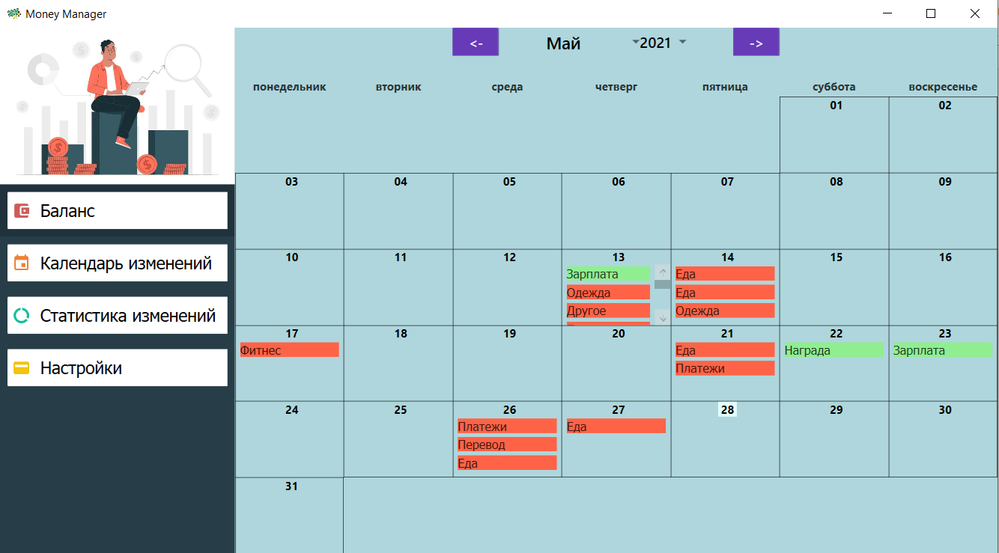 Money Manager
<- Май 2021 ->
понедельник вторник среда четверг пятница суббота воскресенье
01 02
Баланс
Календарь изменений
Статистика изменений
Настройки
03 04 05 06 07 08 09
10 11 12 13 14 15 16
Зарплата Еда
Одежда Еда
Другое Одежда
17 18 19 20 21 22 23
Фитнес Еда Награда Зарплата
Платежи
24 25 26 27 28 29 30
Платежи Еда
Перевод
Еда
31